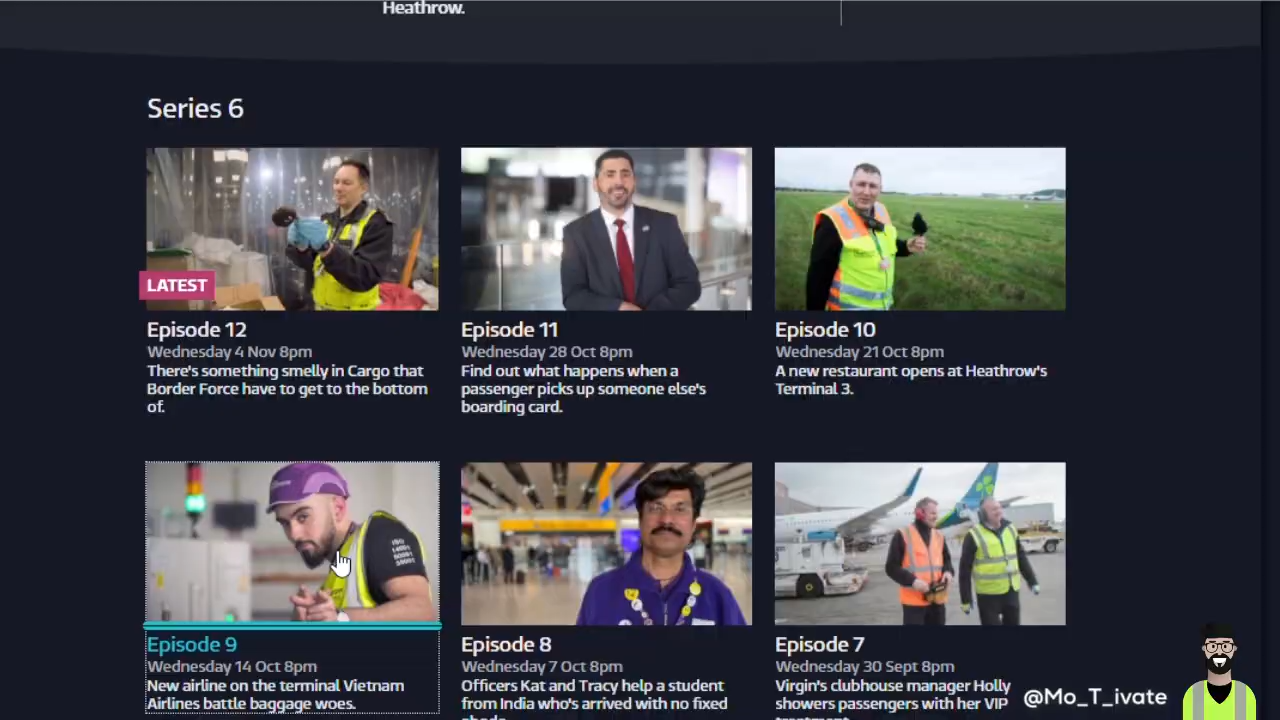 Heathrow.
Series 6
LATEST
Episode 12
Wednesday 4 Nov 8pm
There's something smelly in Cargo that
Border Force have to get to the bottom
of.
Episode 11
Wednesday 28 Oct 8pm
Find out what happens when a
passenger picks up someone else's
boarding card.
Episode 10
Wednesday 21 Oct 8pm
A new restaurant opens at Heathrow's
Terminal 3.
Episode 9
Wednesday 14 Oct 8pm
New airline on the terminal Vietnam
Airlines battle baggage woes.
Episode 8
Wednesday 7 Oct 8pm
Officers Kat and Tracy help a student
from India who's arrived with no fixed
Episode 7
Wednesday 30 Sept 8pm
Virgin's clubhouse manager Holly
showers passengers with her VIP
@Mo_T_ivate